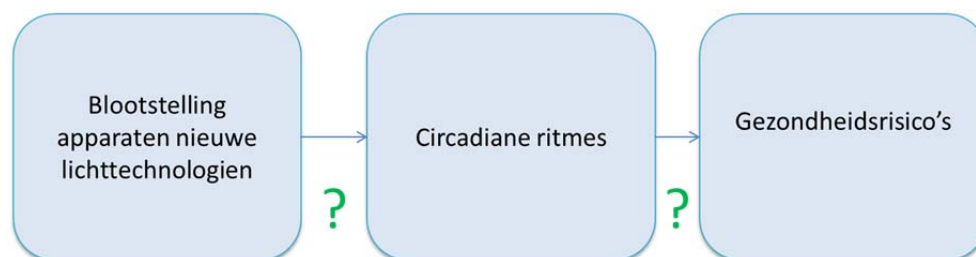 Blootstelling
apparaten nieuwe
lichttechnologien
?
Circadiane ritmes
?
Gezondheidsrisico’s